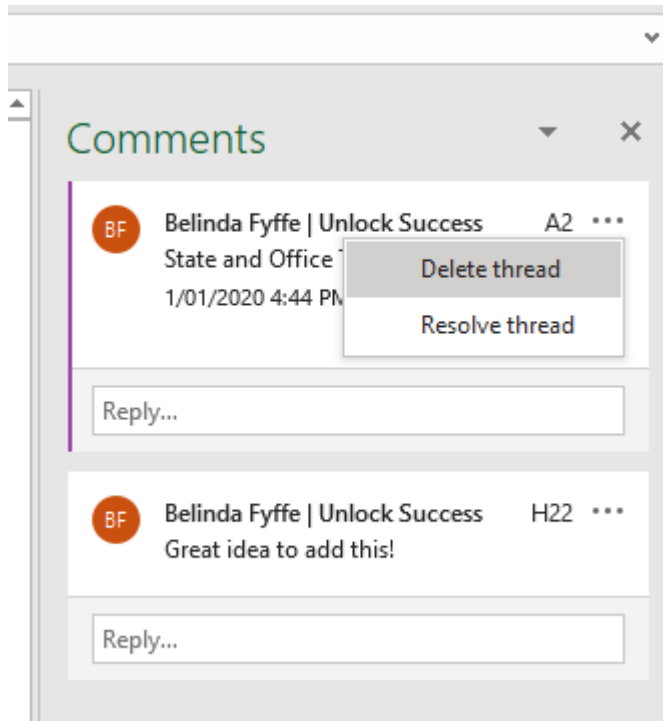 Comments
BF
Belinda Fyffe | Unlock Success A2
State and Office
Delete thread
1/01/2020 4:44 PM
Resolve thread
Reply...
BF
Belinda Fyffe | Unlock Success H22
Great idea to add this!
Reply...